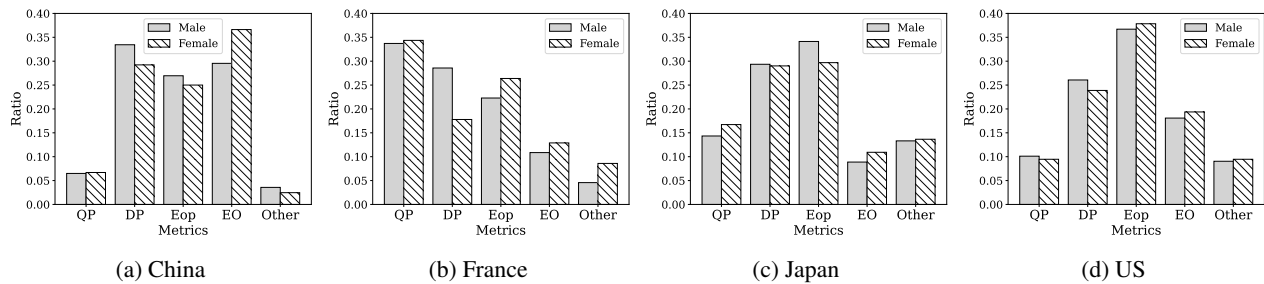 0.40
0.35
0.30
0.25
0.20
0.15
0.10
0.05
0.00
Ratio
Male
Female
QP DP Eop EO Other
Metrics
(a) China
0.40
0.35
0.30
0.25
0.20
0.15
0.10
0.05
0.00
Ratio
Male
Female
QP DP Eop EO Other
Metrics
(b) France
0.40
0.35
0.30
0.25
0.20
0.15
0.10
0.05
0.00
Ratio
Male
Female
QP DP Eop EO Other
Metrics
(c) Japan
0.40
0.35
0.30
0.25
0.20
0.15
0.10
0.05
0.00
Ratio
Male
Female
QP DP Eop EO Other
Metrics
(d) US